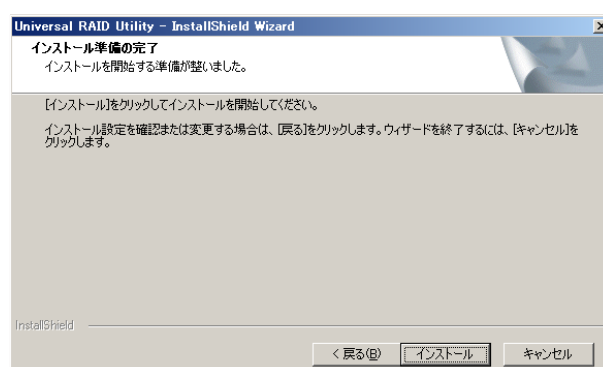 Universal RAID Utility - InstallShield Wizard
インストール準備の完了
インストールを開始する準備が整いました。
[インストール]をクリックしてインストールを開始してください。
インストール設定を確認または変更する場合は、[戻る]をクリックします。ウィザードを終了するには、[キャンセル]を
クリックします。
InstallShield
< 戻る(B) インストール キャンセル